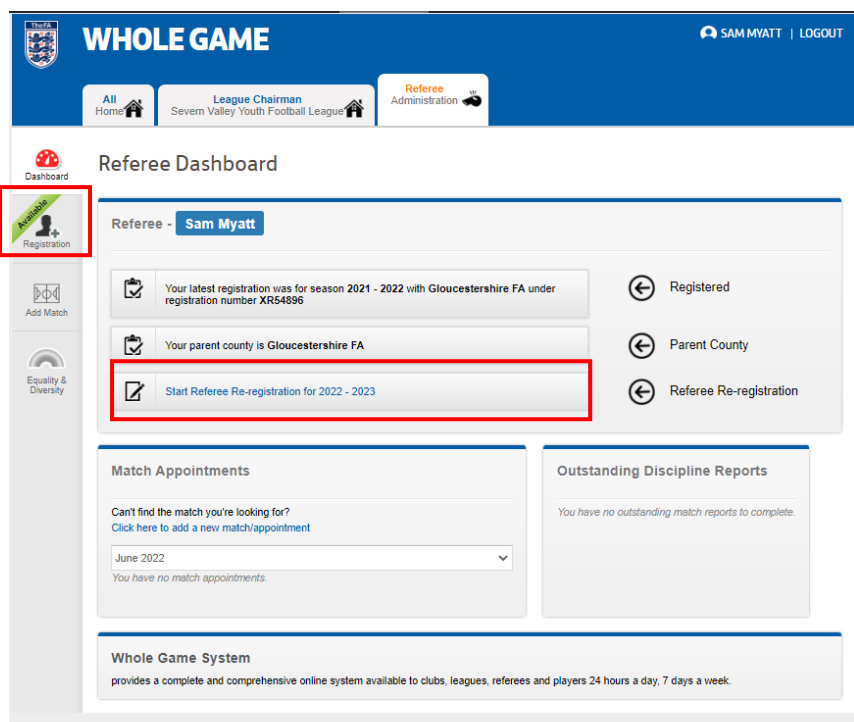 TheFA
WHOLE GAME
SAM MYATT | LOGOUT
All
Home
League Chairman
Severn Valley Youth Football League
Referee
Administration
Dashboard
Available
Registration
Add Match
Equality &
Diversity
Referee Dashboard
Referee - Sam Myatt
Your latest registration was for season 2021 - 2022 with Gloucestershire FA under
registration number XR54896
Registered
Your parent county is Gloucestershire FA
Parent County
Start Referee Re-registration for 2022 - 2023
Referee Re-registration
Match Appointments
Can't find the match you're looking for?
Click here to add a new match/appointment
June 2022
You have no match appointments.
Outstanding Discipline Reports
You have no outstanding match reports to complete.
Whole Game System
provides a complete and comprehensive online system available to clubs, leagues, referees and players 24 hours a day, 7 days a week.